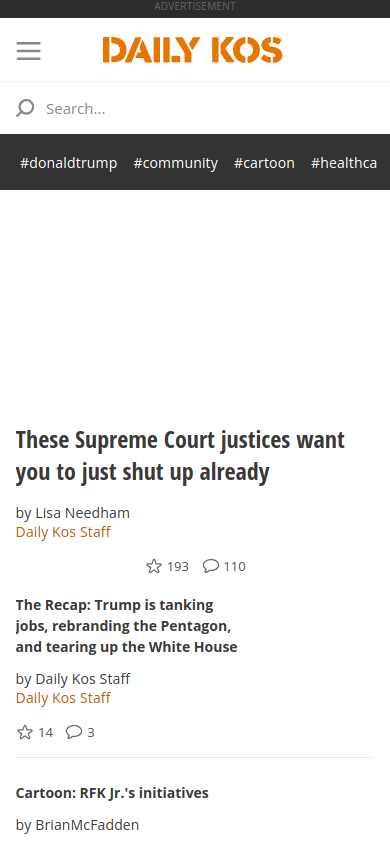 ADVERTISEMENT
DAILY KOS
Search...
#donaldtrump #community #cartoon #healthca
These Supreme Court justices want
you to just shut up already
by Lisa Needham
Daily Kos Staff
193 110
The Recap: Trump is tanking
jobs, rebranding the Pentagon,
and tearing up the White House
by Daily Kos Staff
Daily Kos Staff
14 3
Cartoon: RFK Jr.'s initiatives
by BrianMcFadden